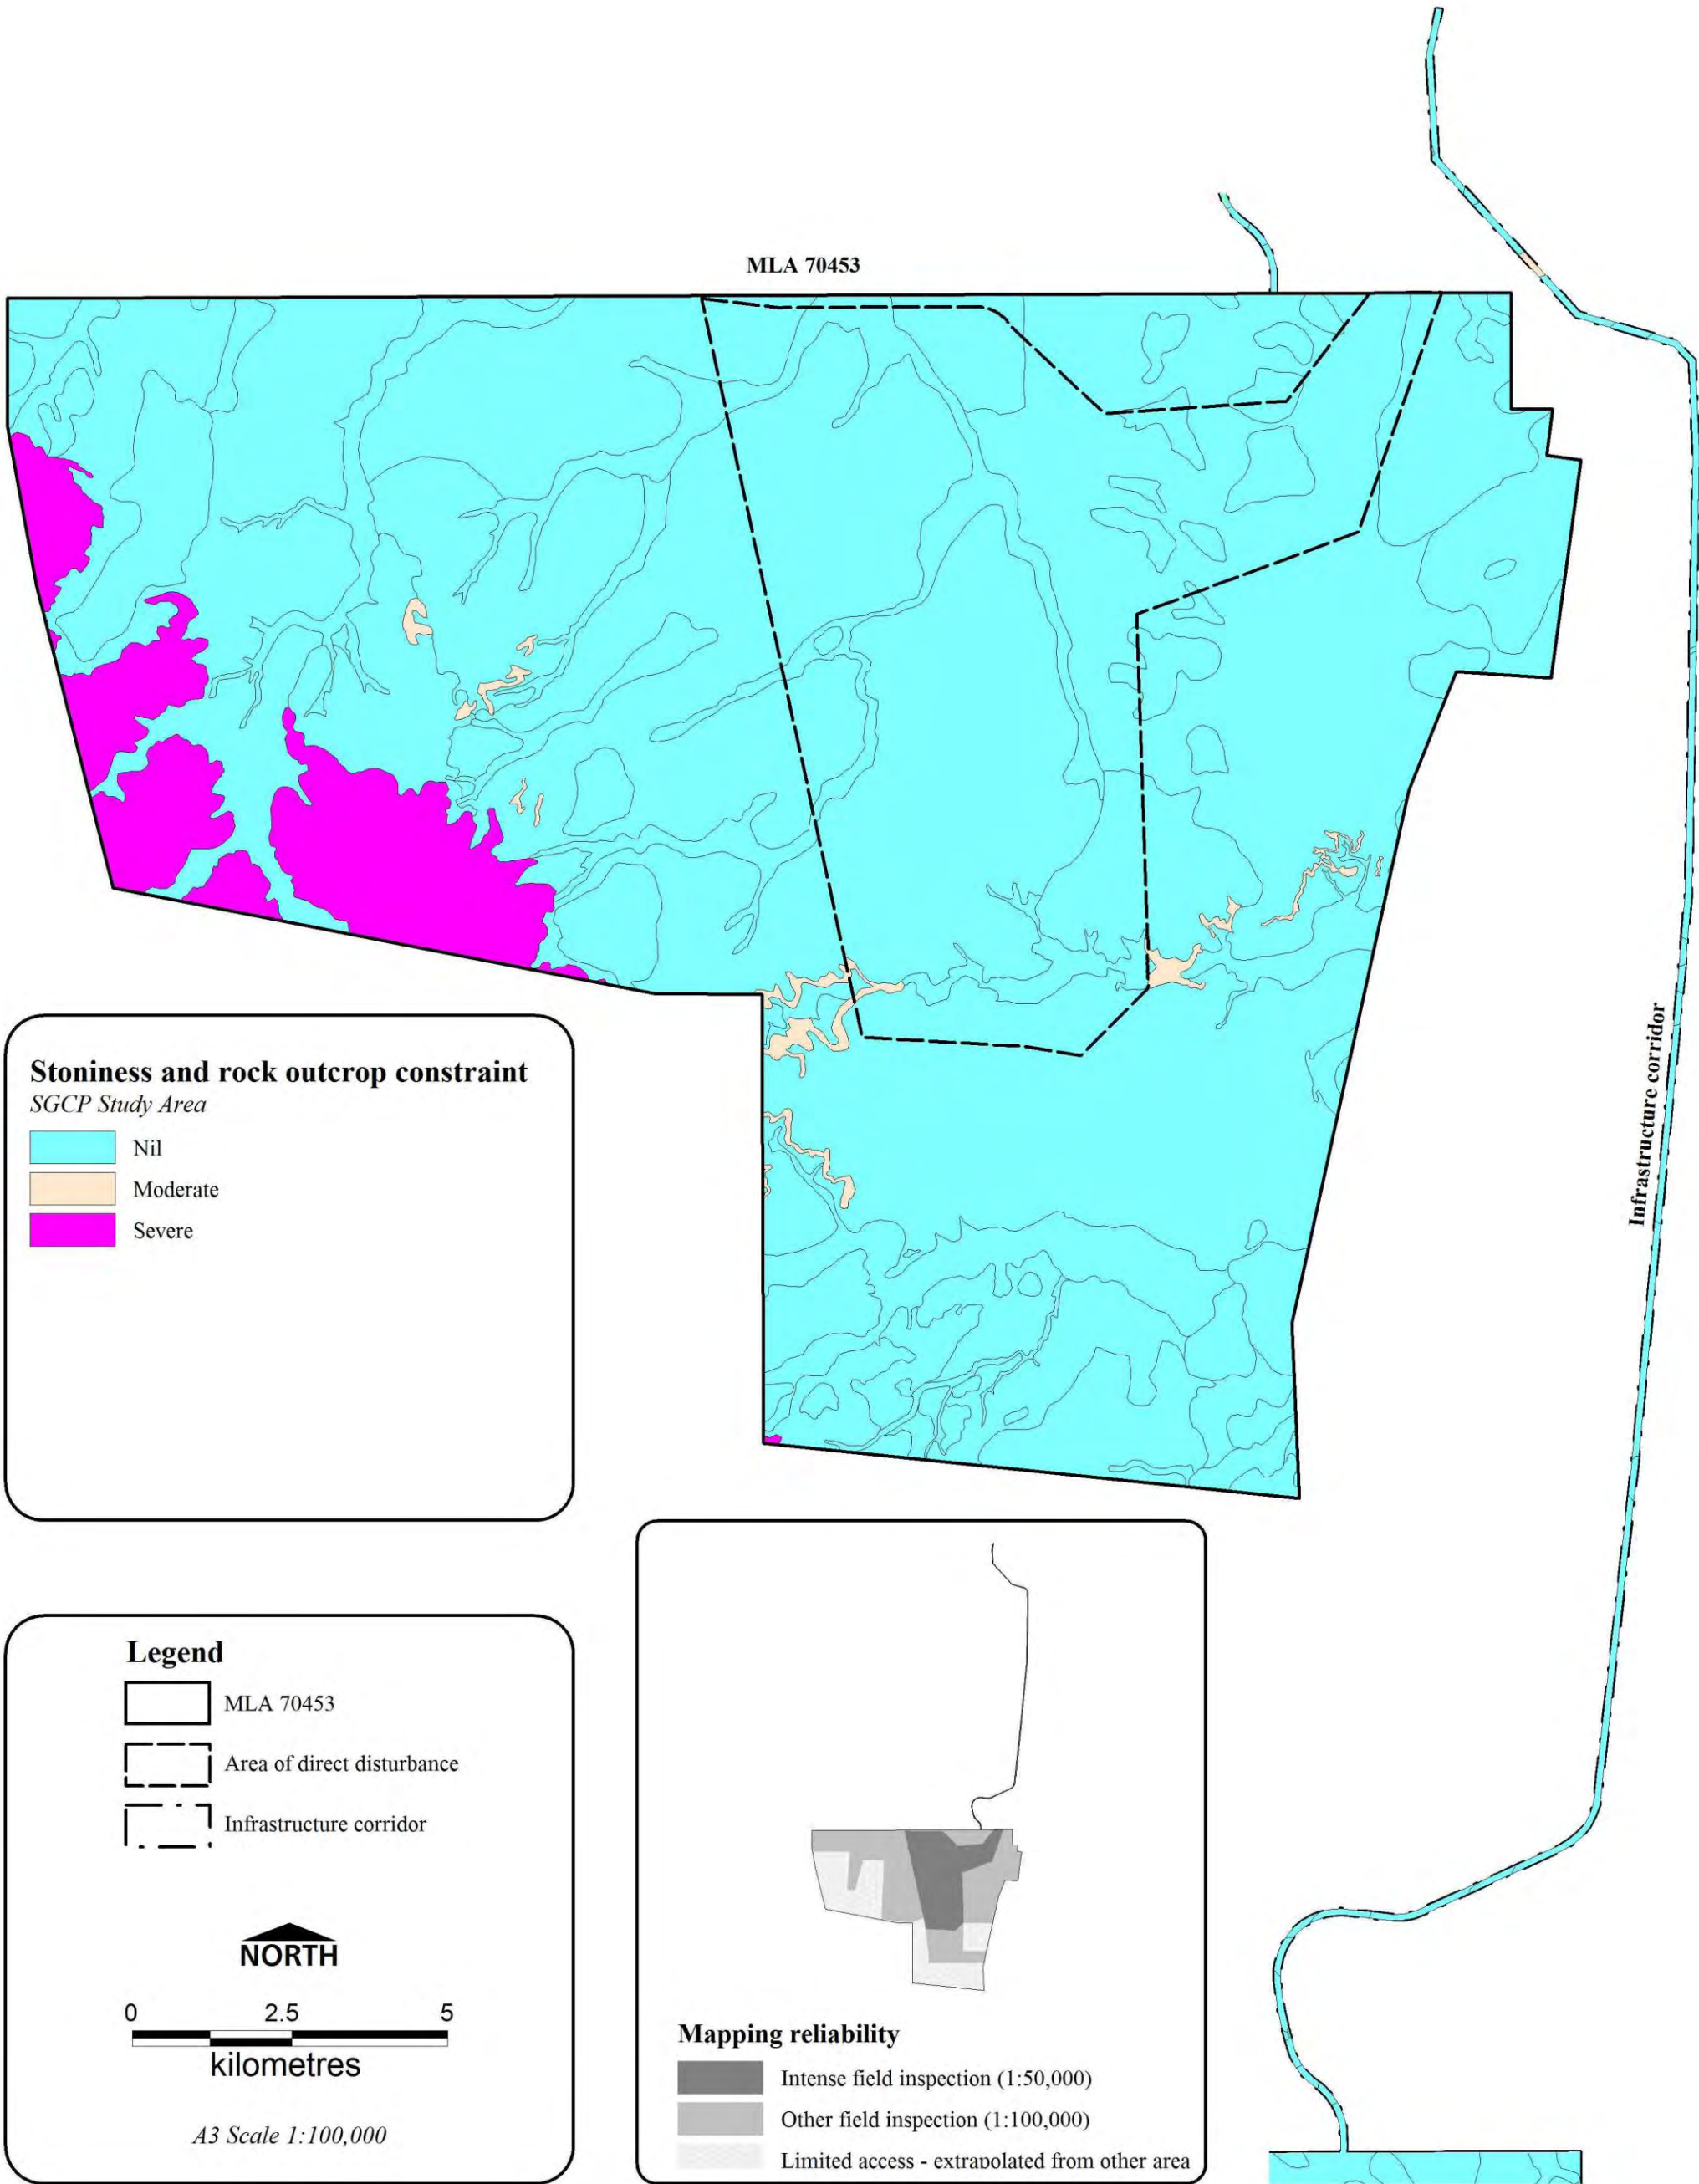 MLA 70453
Infrastructure corridor
Stoniness and rock outcrop constraint
SGCP Study Area
Nil
Moderate
Severe
Legend
MLA 70453
Area of direct disturbance
Infrastructure corridor
NORTH
0 2.5 5
kilometres
A3 Scale 1:100,000
Mapping reliability
Intense field inspection (1:50,000)
Other field inspection (1:100,000)
Limited access - extrapolated from other area